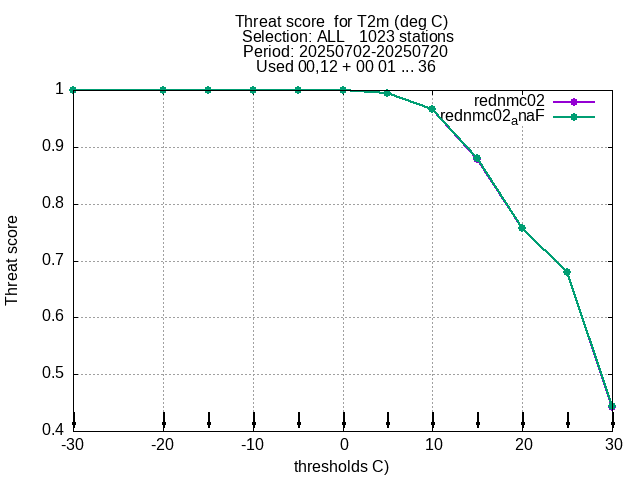 Threat score  for T2m (deg C)
Selection: ALL   1023 stations
Period: 20250702-20250720
Used 00,12 + 00 01 ... 36
rednmc02
rednmc02anaF
Threat score
1
0.9
0.8
0.7
0.6
0.5
0.4
-30 -20 -10 0 10 20 30
thresholds C)